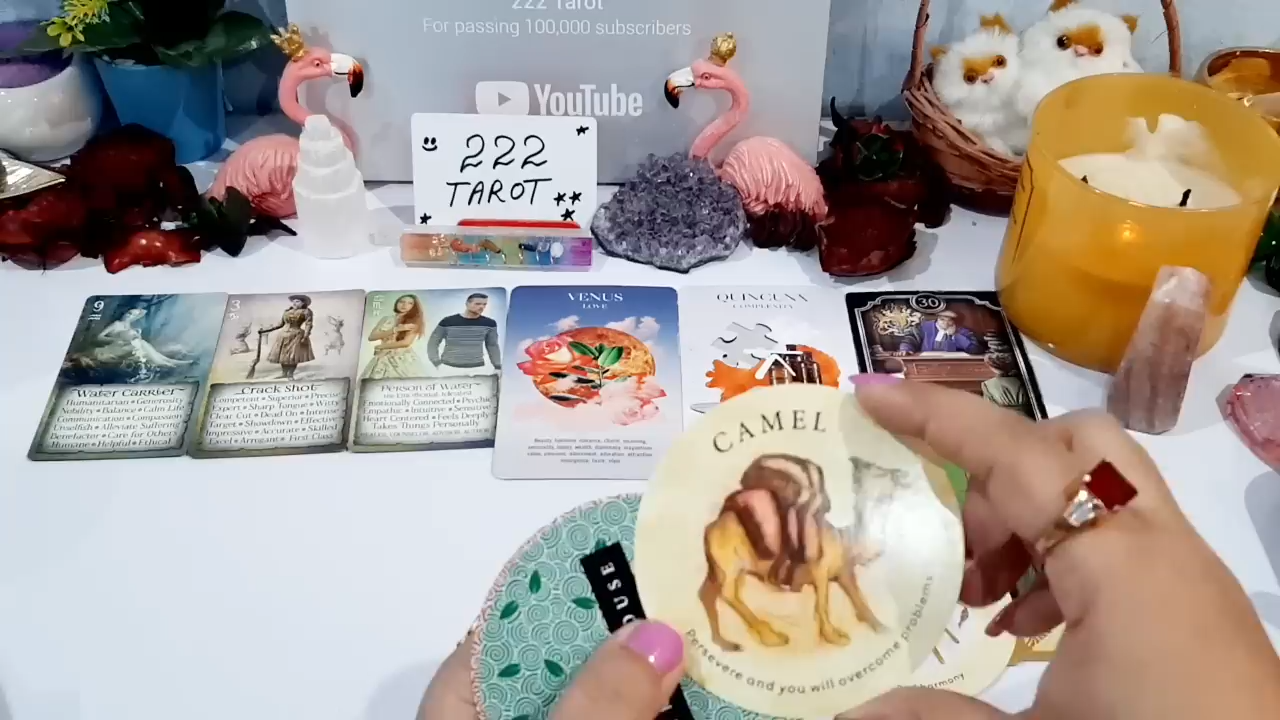 222 Tarot
For passing 100,000 subscribers
YouTube
222
TAROT
9
Water Carrier
Humanitarian • Generous
Nobility • Balance • Calm Life
Communication • Compassion
Unselfish • Alleviate Suffering
Benefactor • Care for Others
Humane • Helpful • Ethical
3
Crack Shot
Competent • Superior • Precise
Expert • Sharp Tongue • Witty
Clear Cut • Dead On • Intense
Target • Showdown • Effective
Impressive • Accurate • Skilled
Excel • Arrogant • First Class
Person of Water
Emotionally Connected • Psychic
Empathic • Intuitive • Sensitive
Heart Centered • Feels Deeply
Takes Things Personally
VENUS
LOVE
QUINCUNX
COMPLEXITY
30
CAMEL
Persevere and you will overcome problems
OUSE
harmony